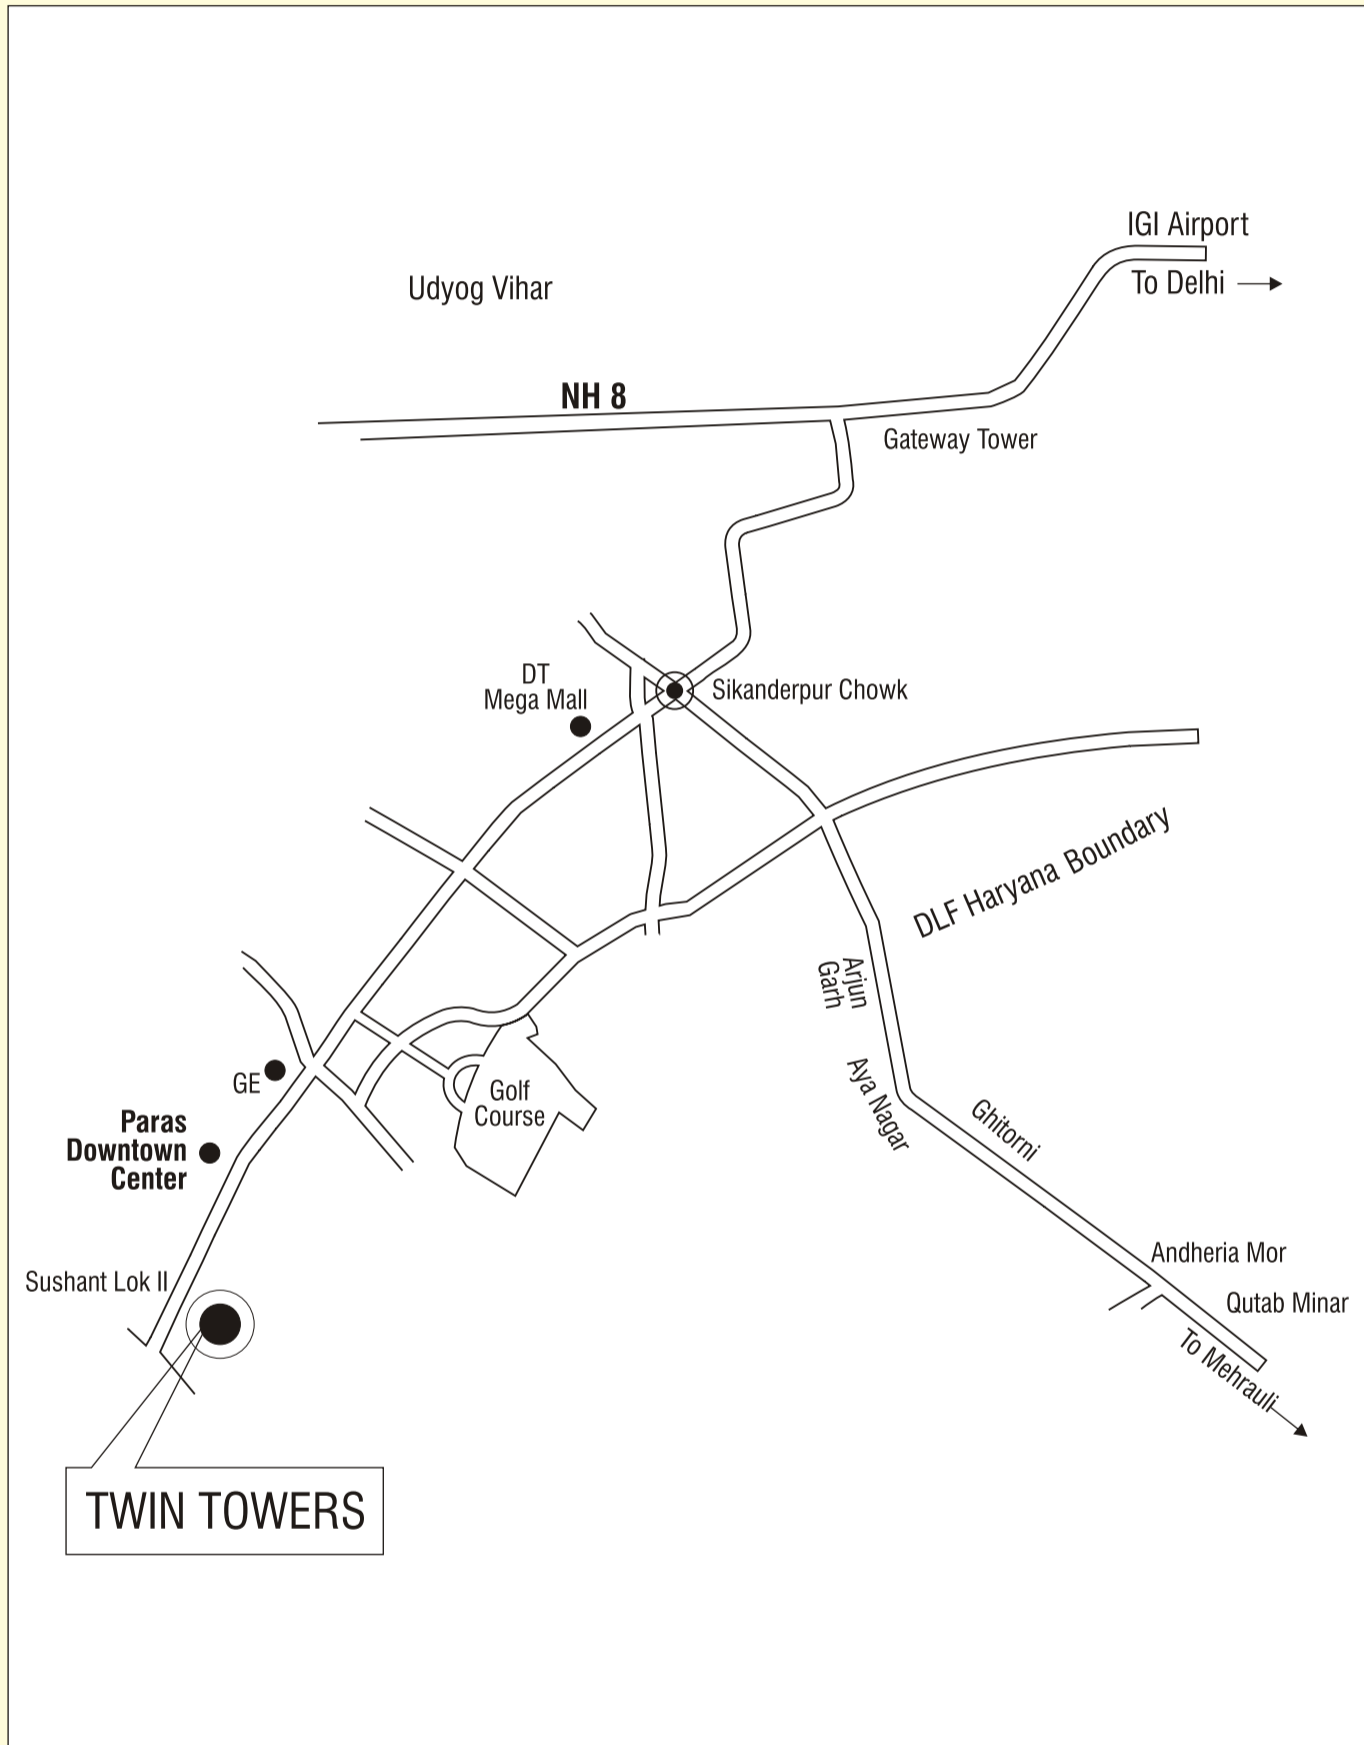 IGI Airport
To Delhi
Udyog Vihar
NH 8
Gateway Tower
DT
Mega Mall
Sikanderpur Chowk
DLF Haryana Boundary
Arjun
Garh
Aya Nagar
Ghitorni
GE
Golf
Course
Paras
Downtown
Center
Andheria Mor
Sushant Lok II
Qutab Minar
To Mehrauli
TWIN TOWERS